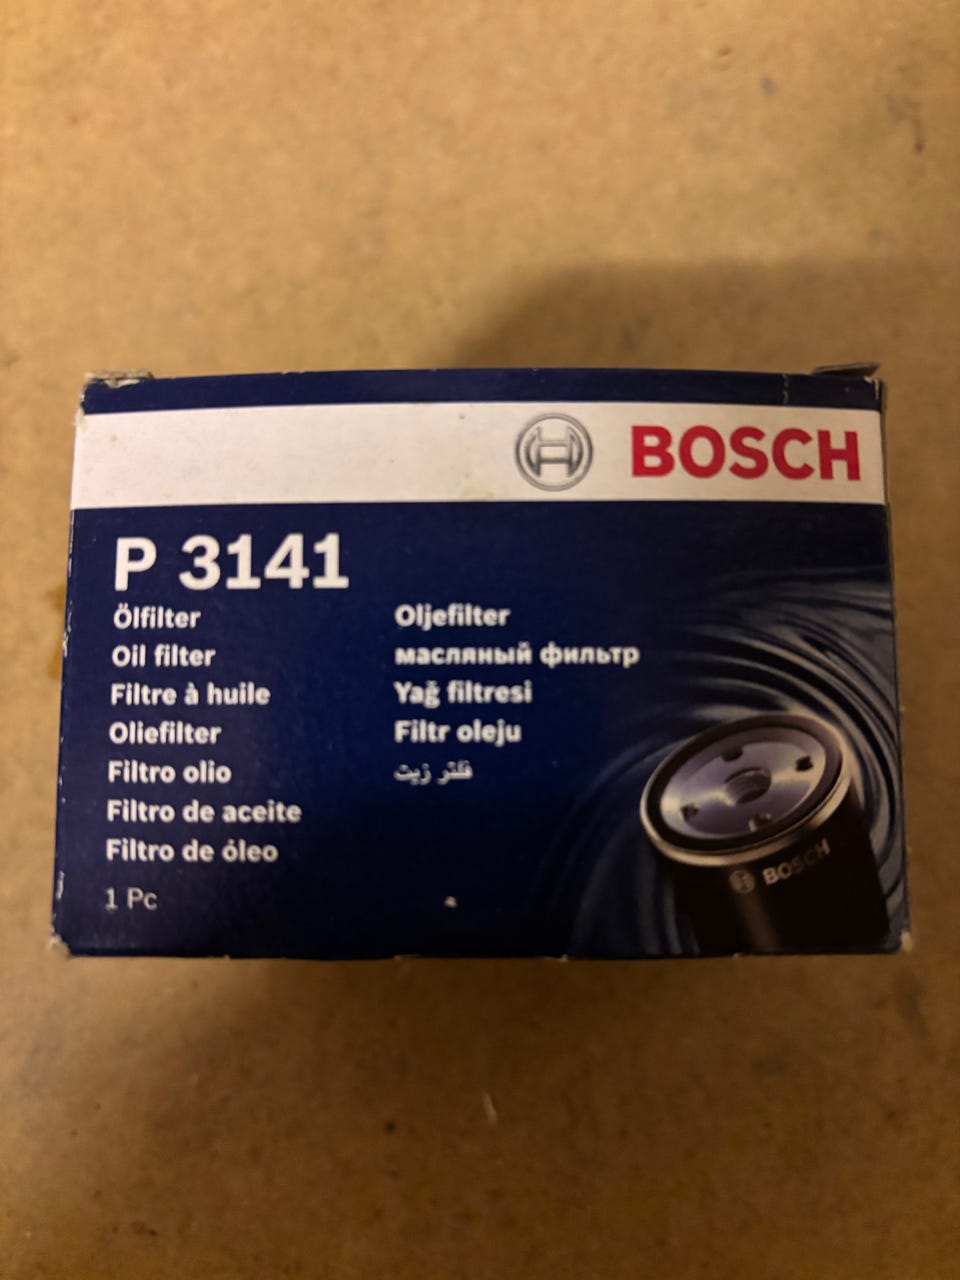 BOSCH
P 3141
Ölfilter
Oil filter
Filtre à huile
Oliefilter
Filtro olio
Filtro de aceite
Filtro de óleo
1 Pc
Oljefilter
масляный фильтр
Yağ filtresi
Filtr oleju
فلتر زيت
BOSCH